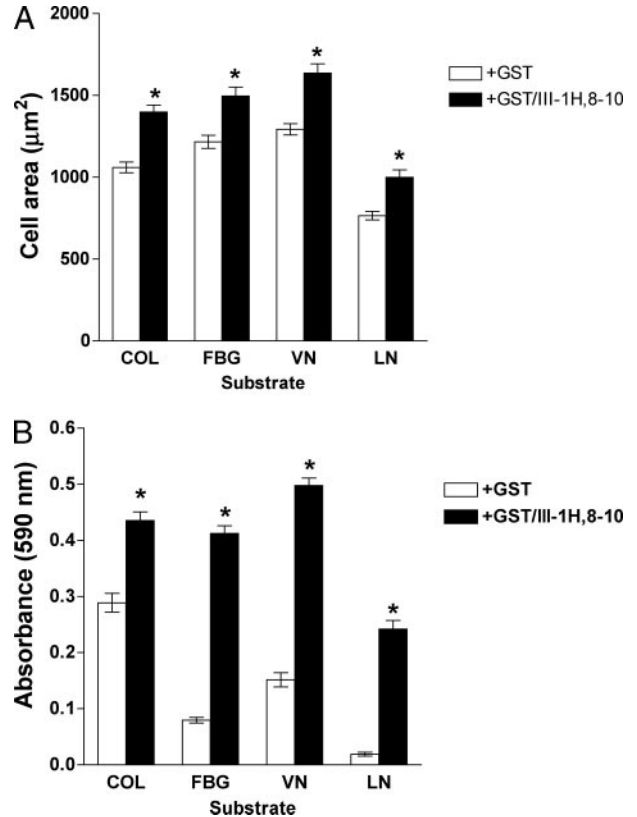 A
2000
1500
1000
500
0
Cell area (μm²)
* * * *
COL FBG VN LN
Substrate
+GST
+GST/III-1H,8-10
B
0.6
0.5
0.4
0.3
0.2
0.1
0.0
Absorbance (590 nm)
* * * *
COL FBG VN LN
Substrate
+GST
+GST/III-1H,8-10